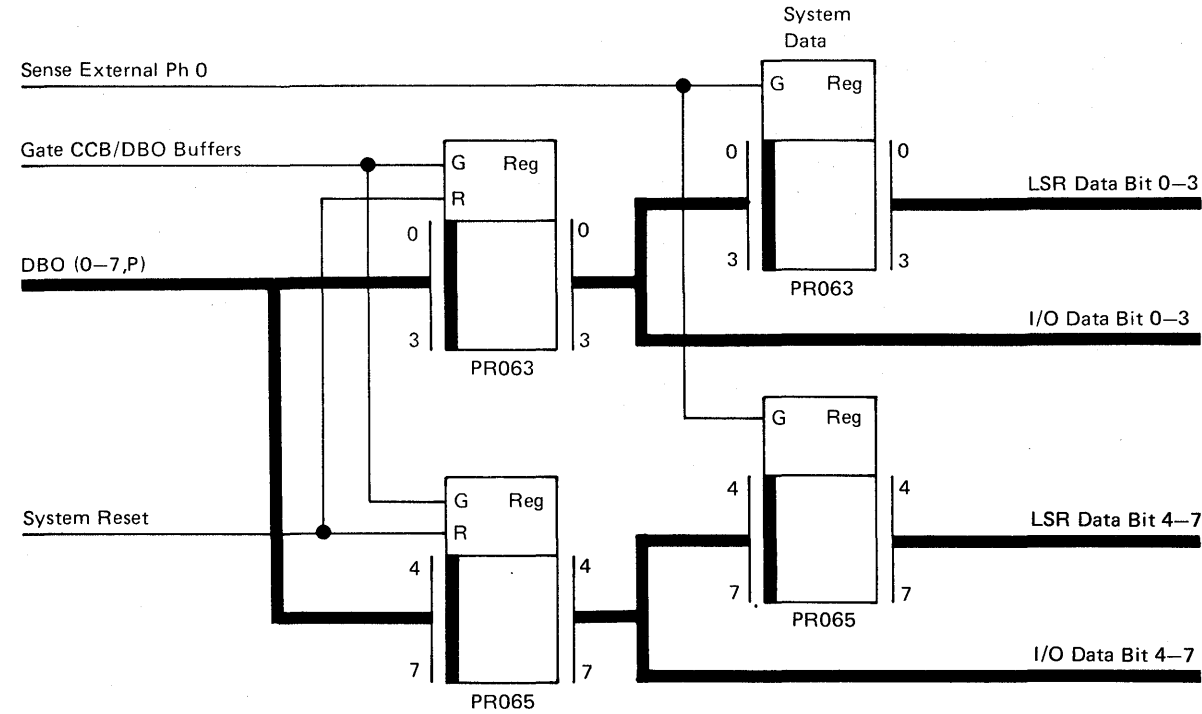 System
Data
Sense External Ph 0
G Reg
Gate CCB/DBO Buffers
G Reg
0 0
LSR Data Bit 0–3
R
0 0
DBO (0–7,P)
3 3
PR063
I/O Data Bit 0–3
3 3
PR063
G Reg
4 4
G Reg
System Reset
LSR Data Bit 4–7
R
4 4
7 7
PR065
I/O Data Bit 4–7
7 7
PR065